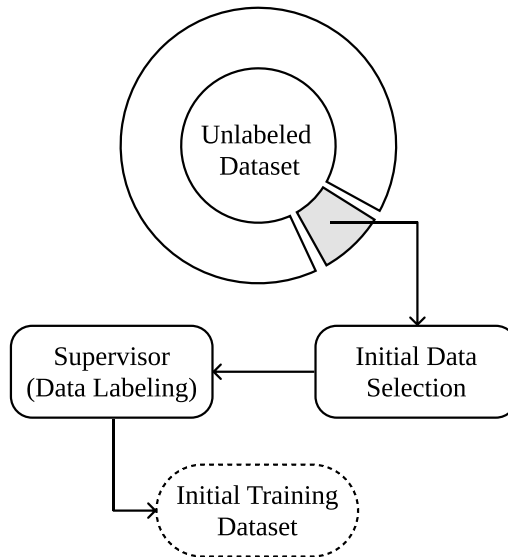 Unlabeled
Dataset
Supervisor
(Data Labeling)
Initial Data
Selection
Initial Training
Dataset